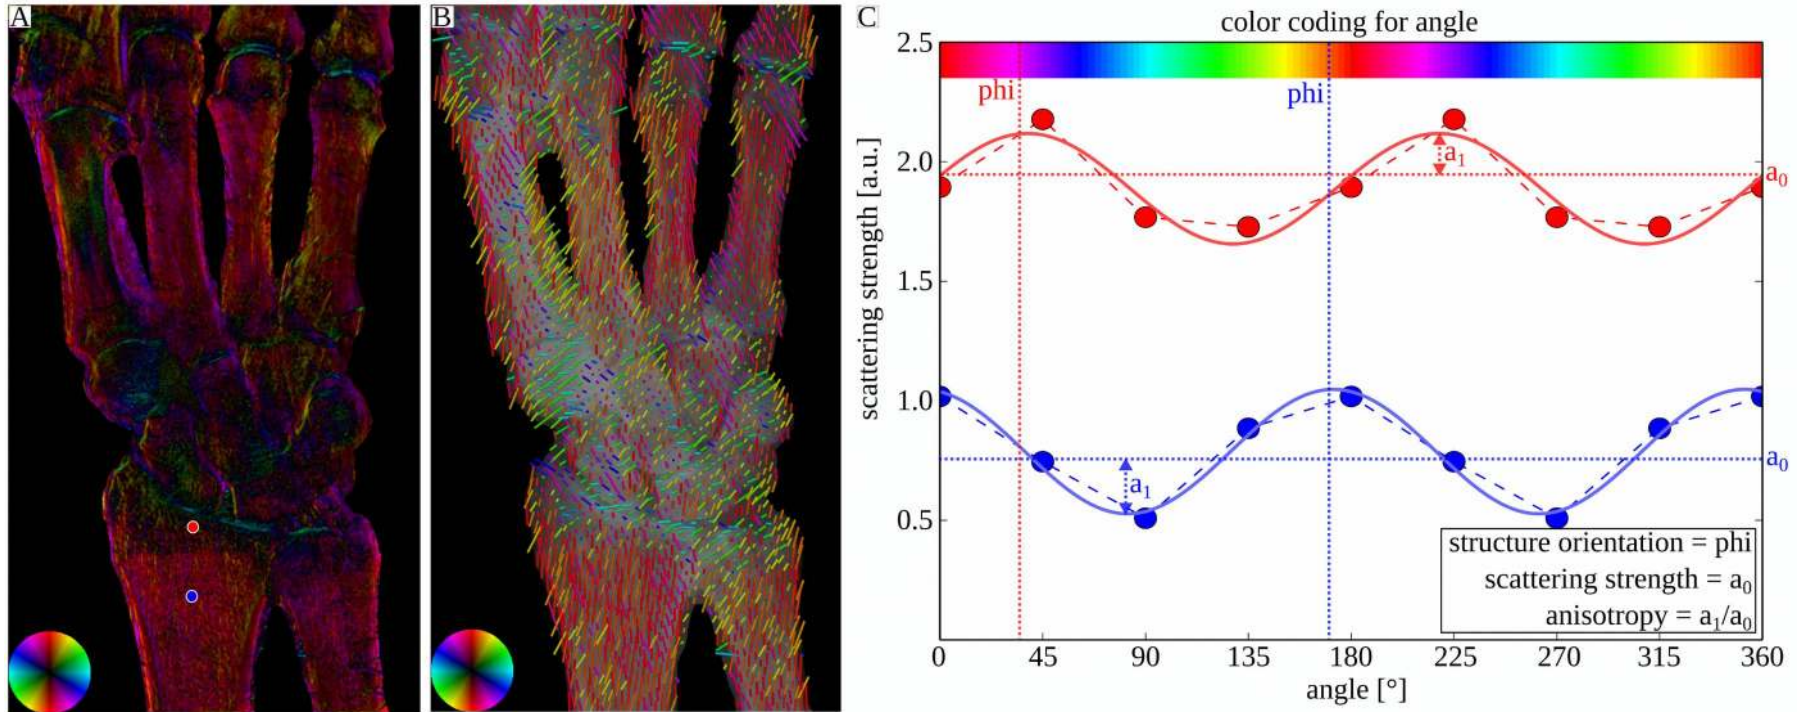 A
B
C
color coding for angle
2.5
2.0
1.5
1.0
0.5
scattering strength [a.u.]
phi
phi
a1
a0
a1
a0
structure orientation = phi
scattering strength = a0
anisotropy = a1/a0
0 45 90 135 180 225 270 315 360
angle [°]